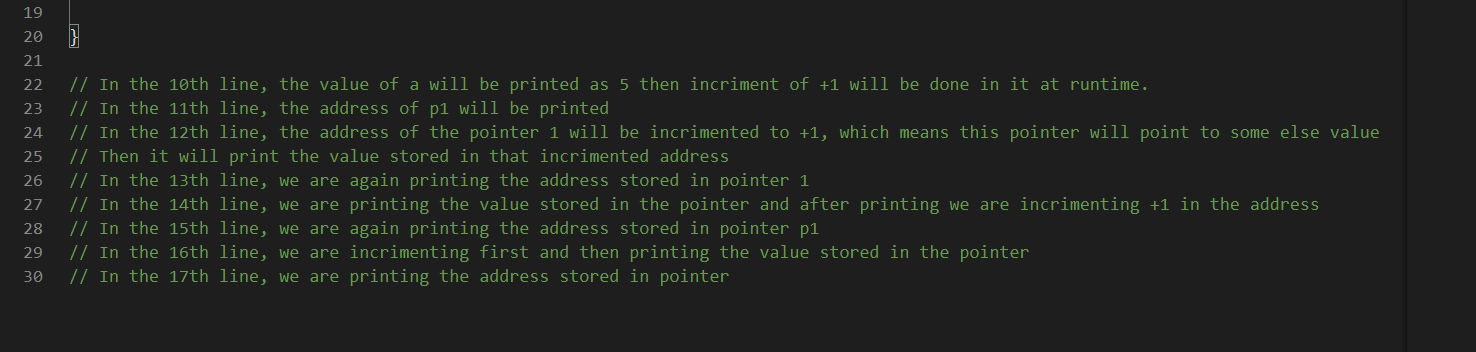 19
20 }
21
22 // In the 10th line, the value of a will be printed as 5 then incriment of +1 will be done in it at runtime.
23 // In the 11th line, the address of p1 will be printed
24 // In the 12th line, the address of the pointer 1 will be incrimented to +1, which means this pointer will point to some else value
25 // Then it will print the value stored in that incrimented address
26 // In the 13th line, we are again printing the address stored in pointer 1
27 // In the 14th line, we are printing the value stored in the pointer and after printing we are incrimenting +1 in the address
28 // In the 15th line, we are again printing the address stored in pointer p1
29 // In the 16th line, we are incrimenting first and then printing the value stored in the pointer
30 // In the 17th line, we are printing the address stored in pointer